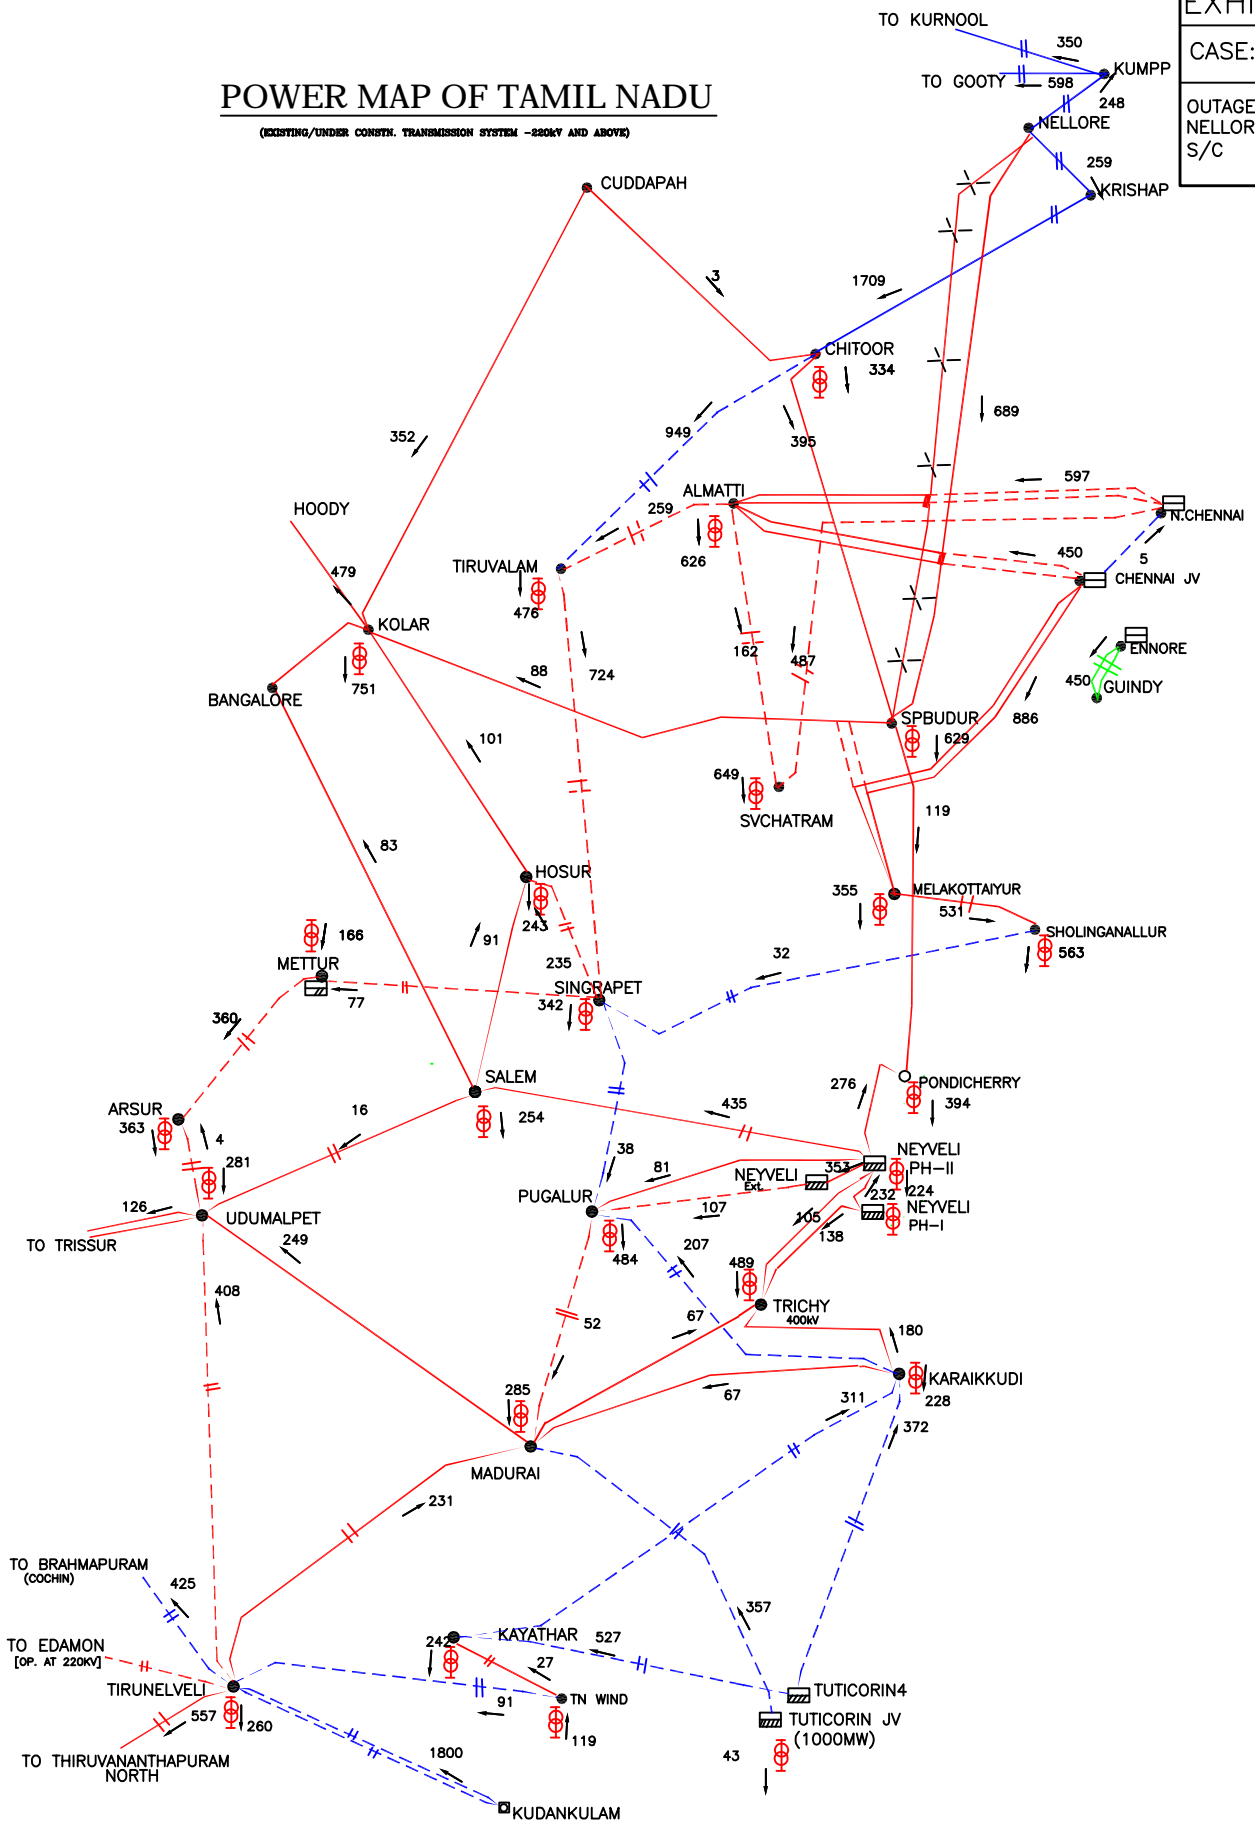 EXHI
TO KURNOOL
350
CASE:
KUMPP
TO GOOTY
598
248
OUTAGE
NELLOR
S/C
POWER MAP OF TAMIL NADU
(EXISTING/UNDER CONSTN. TRANSMISSION SYSTEM -220kV AND ABOVE)
NELLORE
259
KRISHAP
CUDDAPAH
3
1709
CHITOOR
334
689
352
949
395
597
ALMATTI
HOODY
259
N.CHENNAI
626
450
5
TIRUVALAM
CHENNAI JV
479
476
KOLAR
ENNORE
162
487
724
88
450
GUINDY
751
BANGALORE
886
SPBUDUR
629
101
649
SVCHATRAM
119
83
HOSUR
355
MELAKOTTAIYUR
531
243
166
91
SHOLINGANALLUR
32
563
METTUR
235
SINGRAPET
77
342
360
SALEM
PONDICHERRY
276
ARSUR
16
254
435
394
363
4
38
NEYVELI
PH-II
281
81
NEYVELI
Ext.
353
PUGALUR
107
232
224
126
UDUMALPET
105
NEYVELI
PH-I
138
TO TRISSUR
249
207
484
489
408
TRICHY
400kV
67
52
180
KARAIKKUDI
285
67
311
228
372
MADURAI
231
TO BRAHMAPURAM
(COCHIN)
425
357
TO EDAMON
[OP. AT 220KV]
242
KAYATHAR
527
27
TIRUNELVELI
TN WIND
TUTICORIN4
91
557
260
119
TUTICORIN JV
(1000MW)
43
TO THIRUVANANTHAPURAM
NORTH
1800
KUDANKULAM